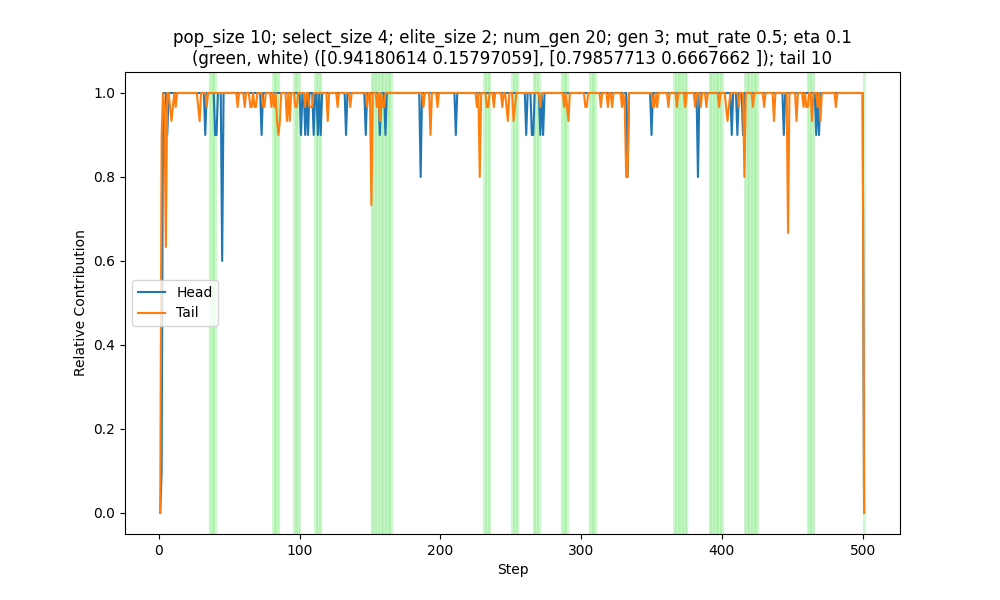 pop_size 10; select_size 4; elite_size 2; num_gen 20; gen 3; mut_rate 0.5; eta 0.1
(green, white) ([0.94180614 0.15797059], [0.79857713 0.6667662 ]); tail 10
1.0
0.8
0.6
0.4
0.2
0.0
Relative Contribution
Head
Tail
0
100
200
300
400
500
Step